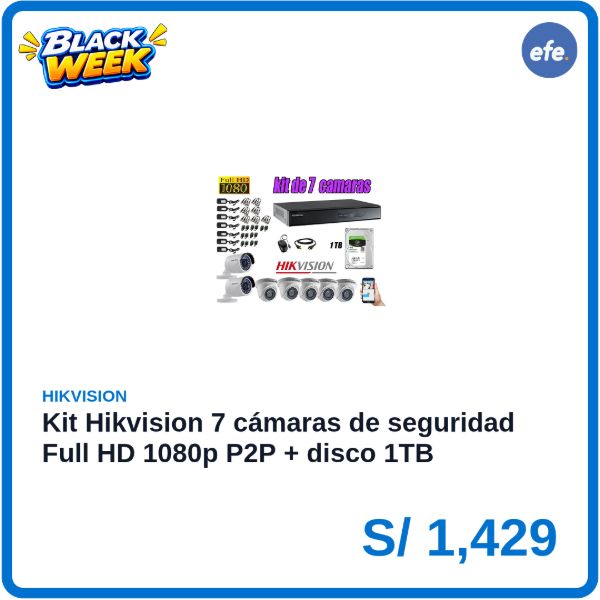 BLACK
WEEK
efe.
Full HD
1080
kit de 7 camaras
1TB
HIKVISION
HIKVISION
Kit Hikvision 7 cámaras de seguridad
Full HD 1080p P2P + disco 1TB
S/ 1,429